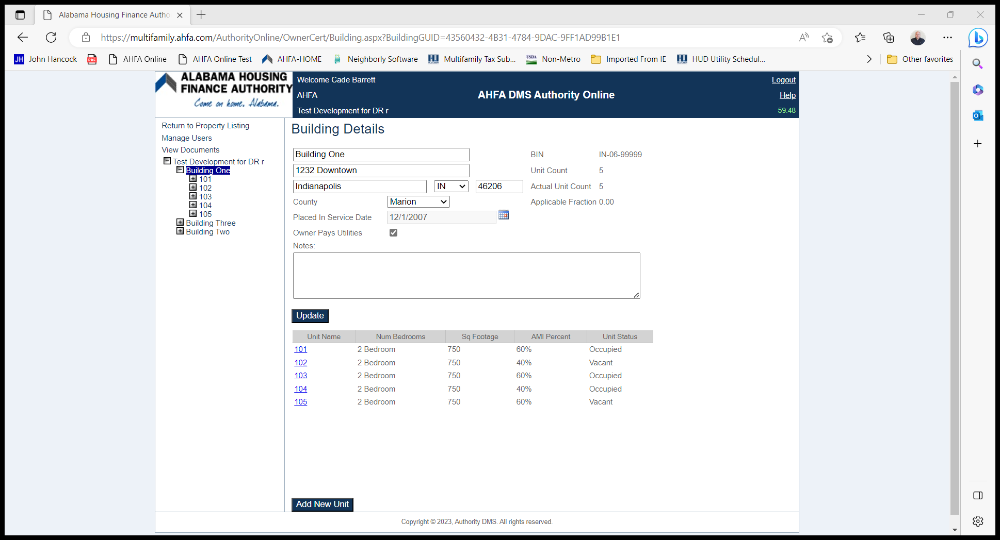 Alabama Housing Finance Autho
https://multifamily.ahfa.com/AuthorityOnline/OwnerCert/Building.aspx?BuildingGUID=43560432-4B31-4784-9DAC-9FF1AD99B1E1
JH John Hancock PDF AHFA Online AHFA Online Test AHFA-HOME Neighborly Software Multifamily Tax Sub... USDA Non-Metro Imported From IE HUD Utility Schedul... Other favorites
ALABAMA HOUSING
FINANCE AUTHORITY
Come on home, Alabama.
Welcome Cade Barrett
Logout
AHFA
AHFA DMS Authority Online
Help
Test Development for DR r
59:48
Return to Property Listing
Manage Users
View Documents
Test Development for DR r
Building One
101
102
103
104
105
Building Three
Building Two
Building Details
Building One
BIN IN-06-99999
1232 Downtown
Unit Count 5
Indianapolis IN 46206
Actual Unit Count 5
County Marion
Applicable Fraction 0.00
Placed In Service Date 12/1/2007
Owner Pays Utilities
Notes:
Update
Unit Name Num Bedrooms Sq Footage AMI Percent Unit Status
101 2 Bedroom 750 60% Occupied
102 2 Bedroom 750 40% Vacant
103 2 Bedroom 750 60% Occupied
104 2 Bedroom 750 40% Occupied
105 2 Bedroom 750 60% Vacant
Add New Unit
Copyright © 2023, Authority DMS. All rights reserved.